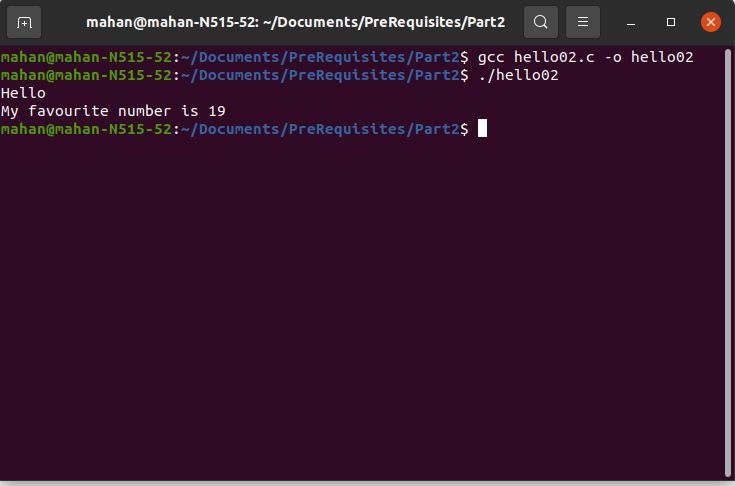 mahan@mahan-N515-52: ~/Documents/PreRequisites/Part2
mahan@mahan-N515-52:~/Documents/PreRequisites/Part2$ gcc hello02.c -o hello02
mahan@mahan-N515-52:~/Documents/PreRequisites/Part2$ ./hello02
Hello
My favourite number is 19
mahan@mahan-N515-52:~/Documents/PreRequisites/Part2$